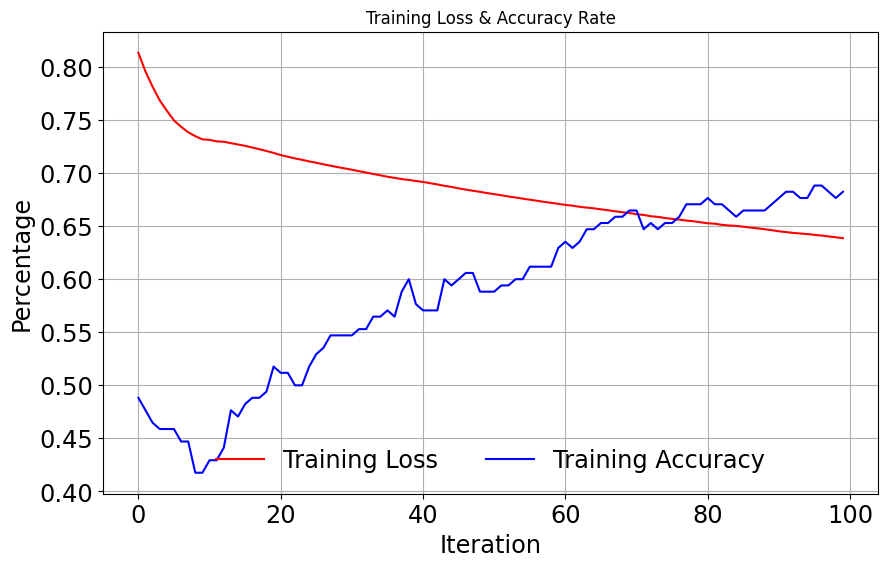 Training Loss & Accuracy Rate
0.80
0.75
0.70
0.65
0.60
0.55
0.50
0.45
0.40
Percentage
Training Loss Training Accuracy
0 20 40 60 80 100
Iteration